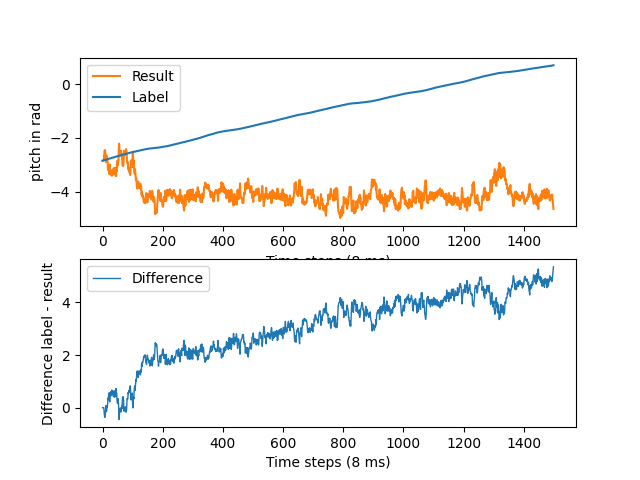 pitch in rad
0
−2
−4
Result
Label
0 200 400 600 800 1000 1200 1400
Time steps (8 ms)
Difference label - result
4
2
0
Difference
0 200 400 600 800 1000 1200 1400
Time steps (8 ms)